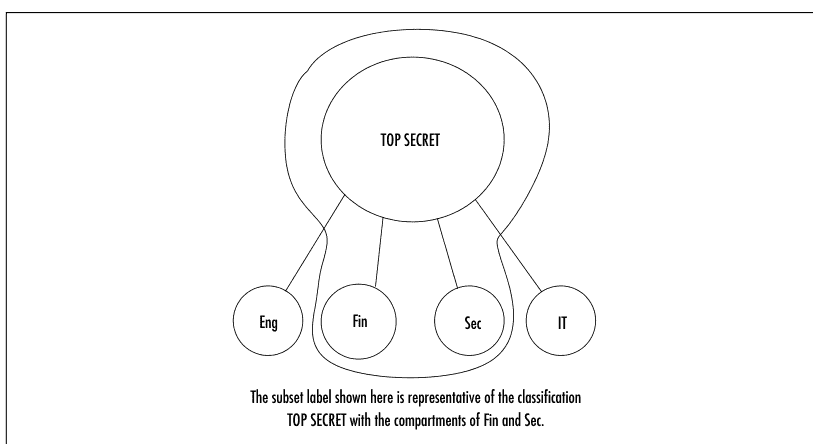 TOP SECRET
Eng
Fin
Sec
IT
The subset label shown here is representative of the classification
TOP SECRET with the compartments of Fin and Sec.